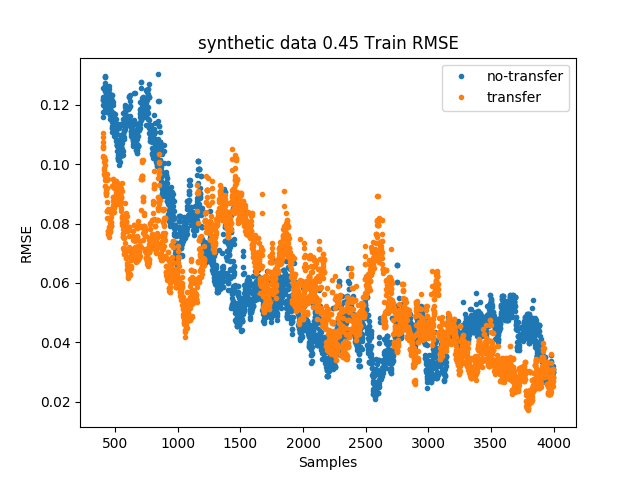 synthetic data 0.45 Train RMSE
no-transfer
transfer
0.12
0.10
0.08
0.06
0.04
0.02
RMSE
500 1000 1500 2000 2500 3000 3500 4000
Samples